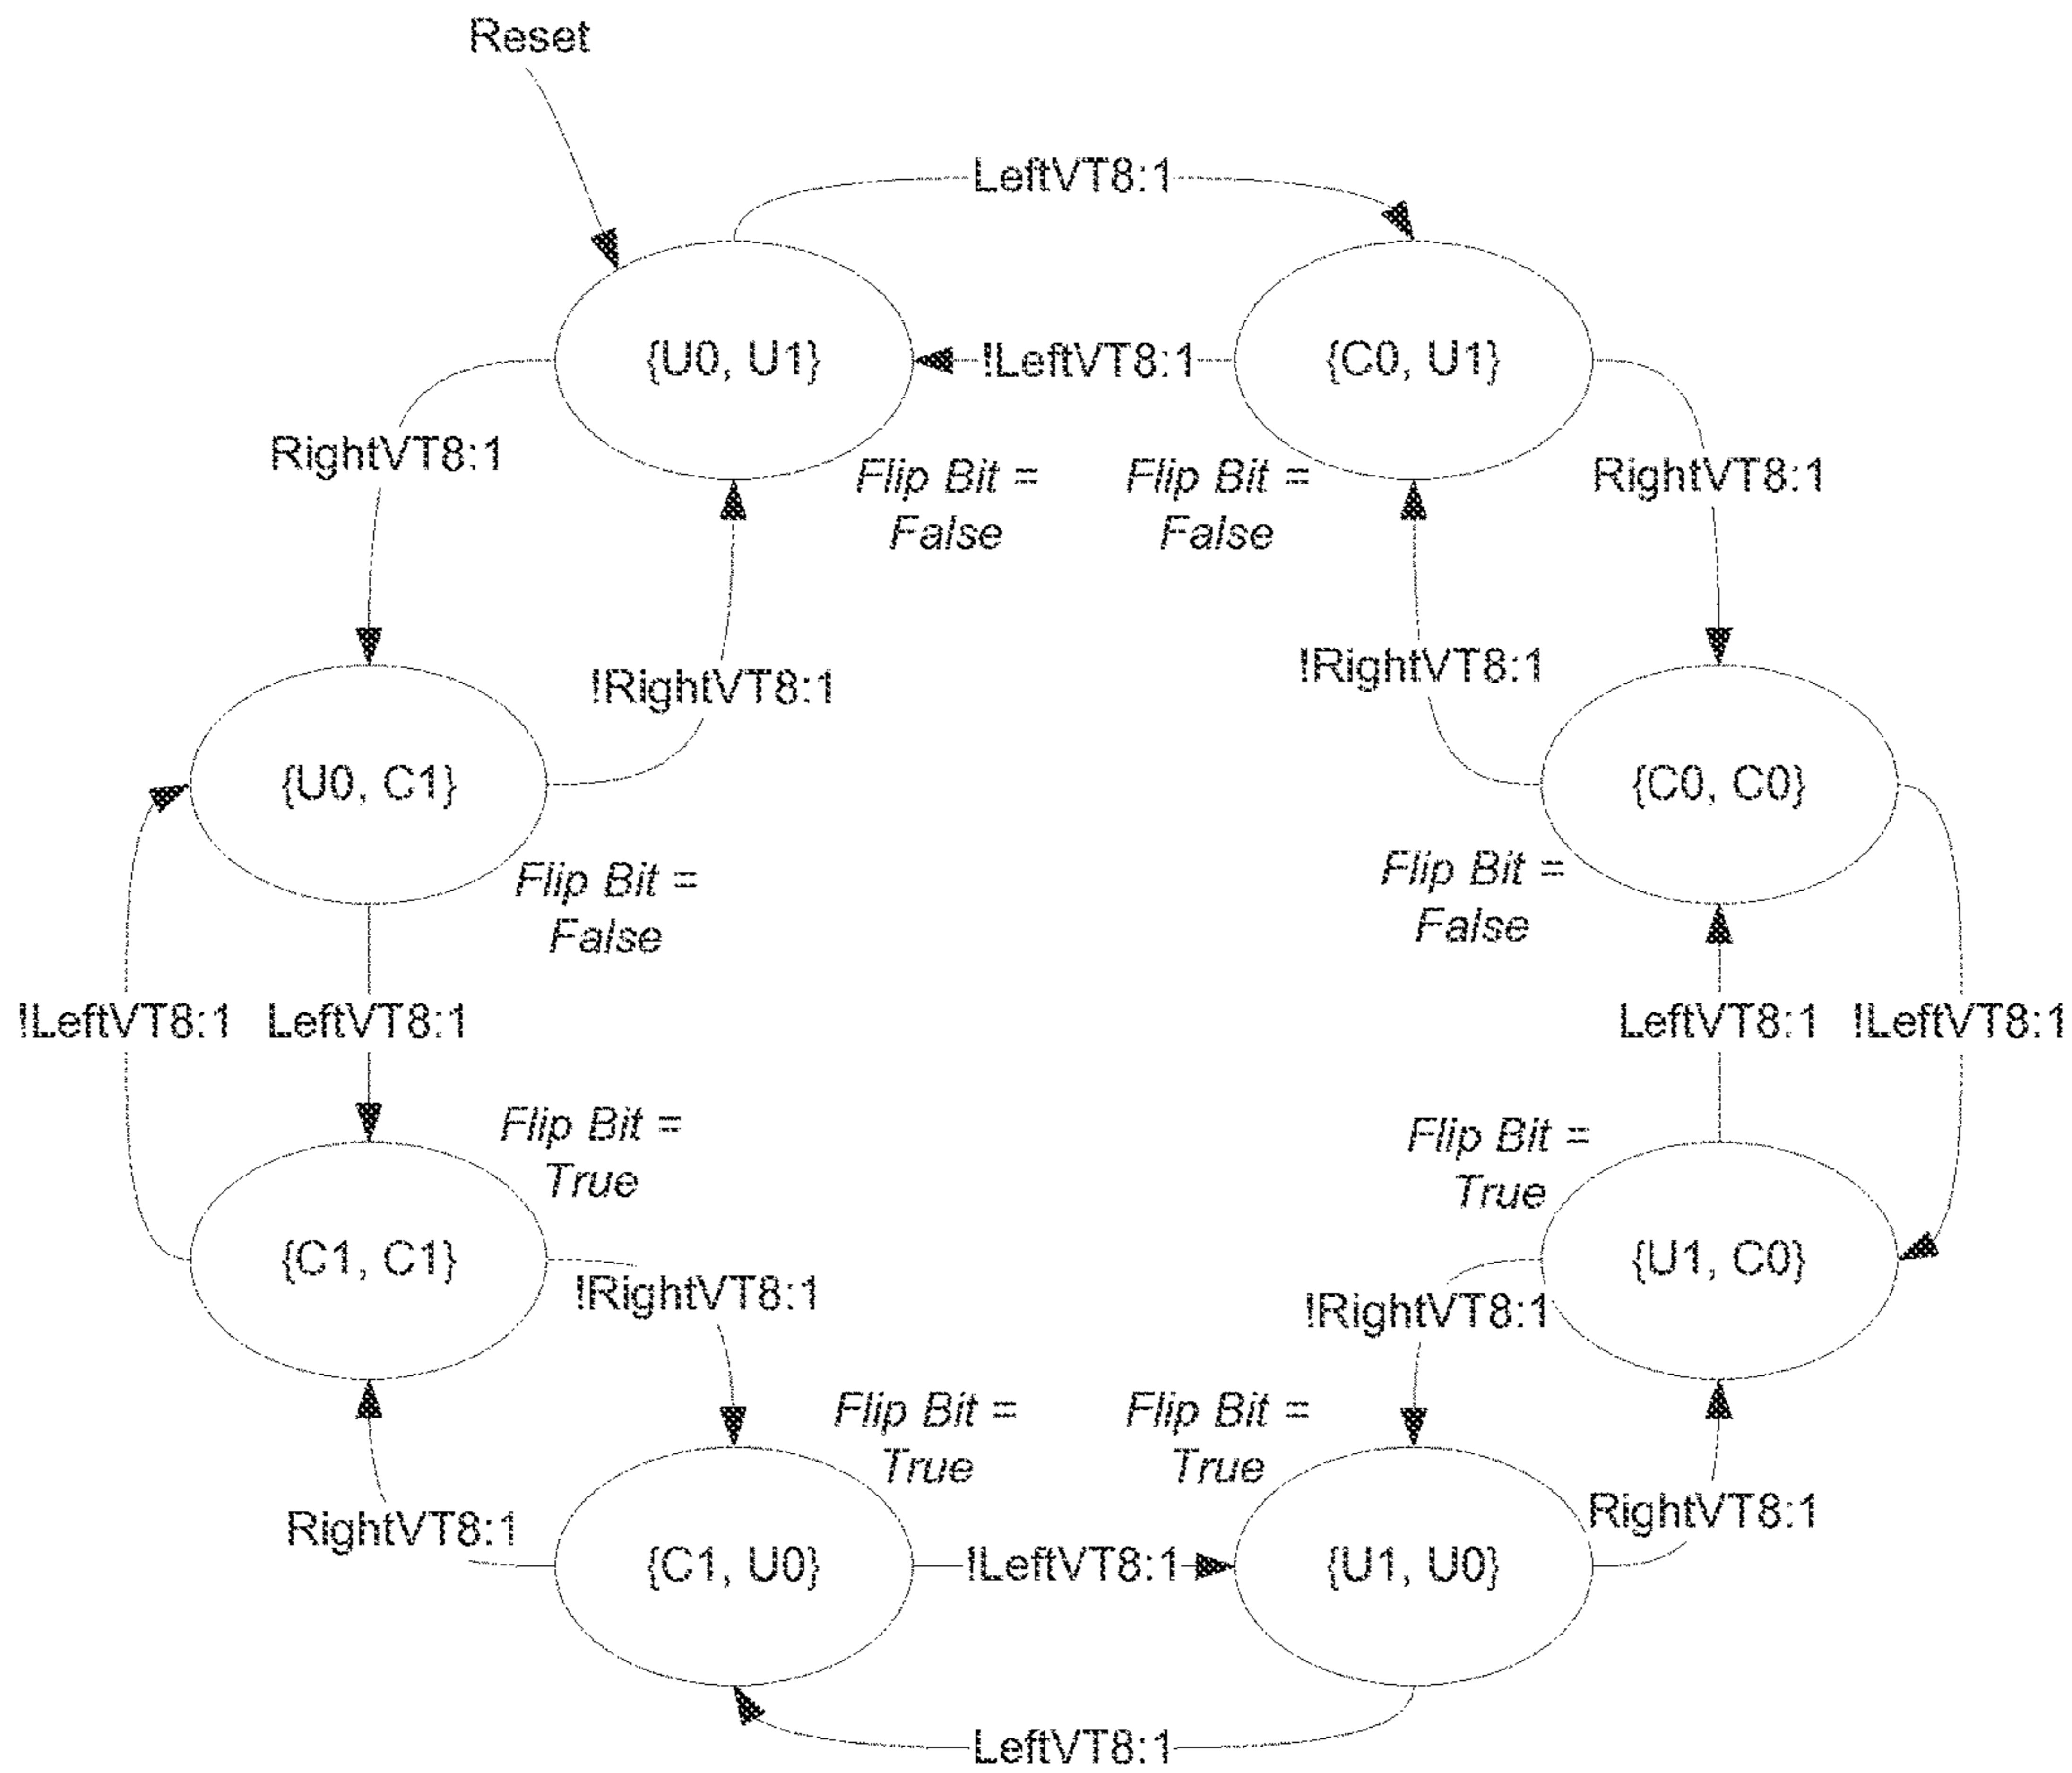 Reset
LeftVT8:1
{U0, U1}
!LeftVT8:1
{C0, U1}
RightVT8:1
Flip Bit =
False
Flip Bit =
False
RightVT8:1
!RightVT8:1
!RightVT8:1
{U0, C1}
{C0, C0}
Flip Bit =
False
Flip Bit =
False
!LeftVT8:1
LeftVT8:1
LeftVT8:1
!LeftVT8:1
Flip Bit =
True
Flip Bit =
True
{C1, C1}
{U1, C0}
!RightVT8:1
!RightVT8:1
Flip Bit =
True
Flip Bit =
True
RightVT8:1
RightVT8:1
{C1, U0}
!LeftVT8:1
{U1, U0}
LeftVT8:1